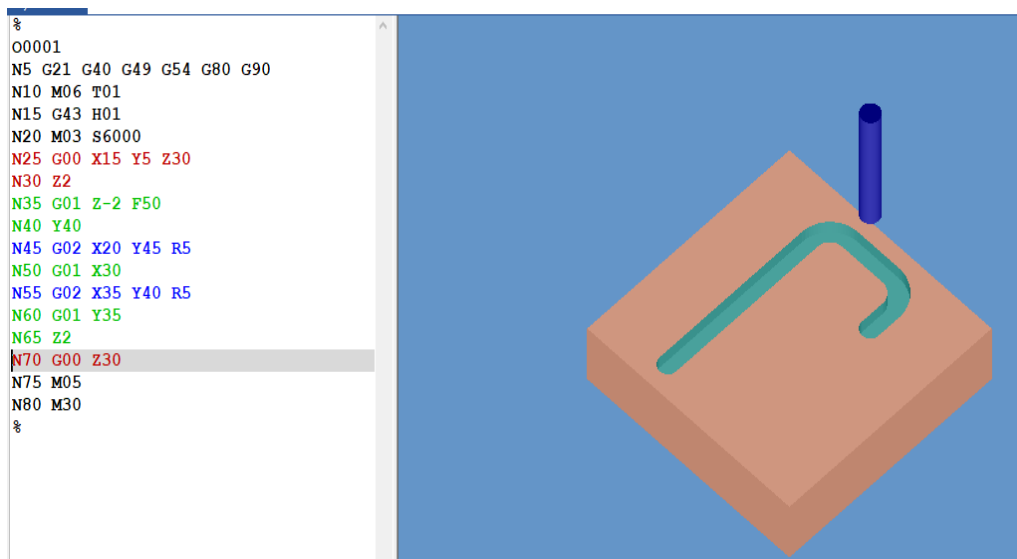 %
O0001
N5 G21 G40 G49 G54 G80 G90
N10 M06 T01
N15 G43 H01
N20 M03 S6000
N25 G00 X15 Y5 Z30
N30 Z2
N35 G01 Z-2 F50
N40 Y40
N45 G02 X20 Y45 R5
N50 G01 X30
N55 G02 X35 Y40 R5
N60 G01 Y35
N65 Z2
N70 G00 Z30
N75 M05
N80 M30
%